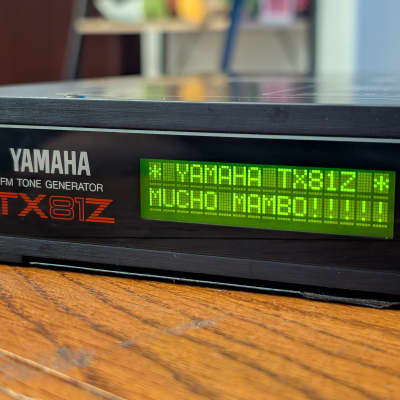 YAMAHA
FM TONE GENERATOR
TX81Z
* YAMAHA TX81Z *
MUCHO MAMBO!!!!!